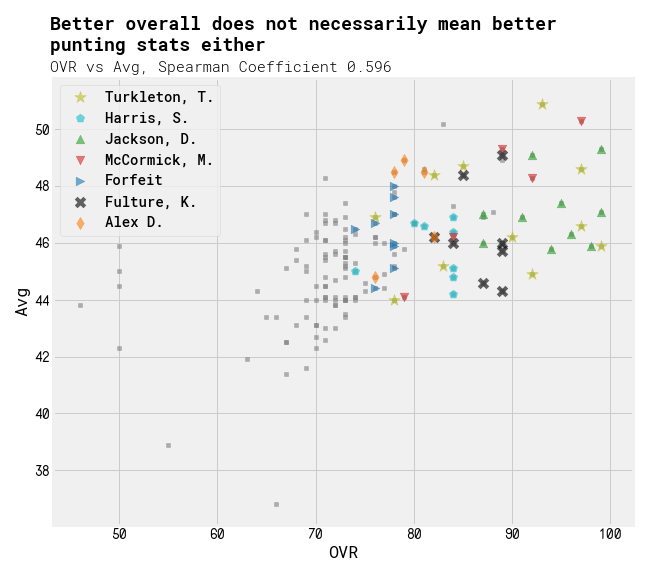 Better overall does not necessarily mean better
punting stats either
OVR vs Avg, Spearman Coefficient 0.596
Turkleton, T.
Harris, S.
Jackson, D.
McCormick, M.
Forfeit
Fulture, K.
Alex D.
Avg
50
48
46
44
42
40
38
50
60
70
80
90
100
OVR